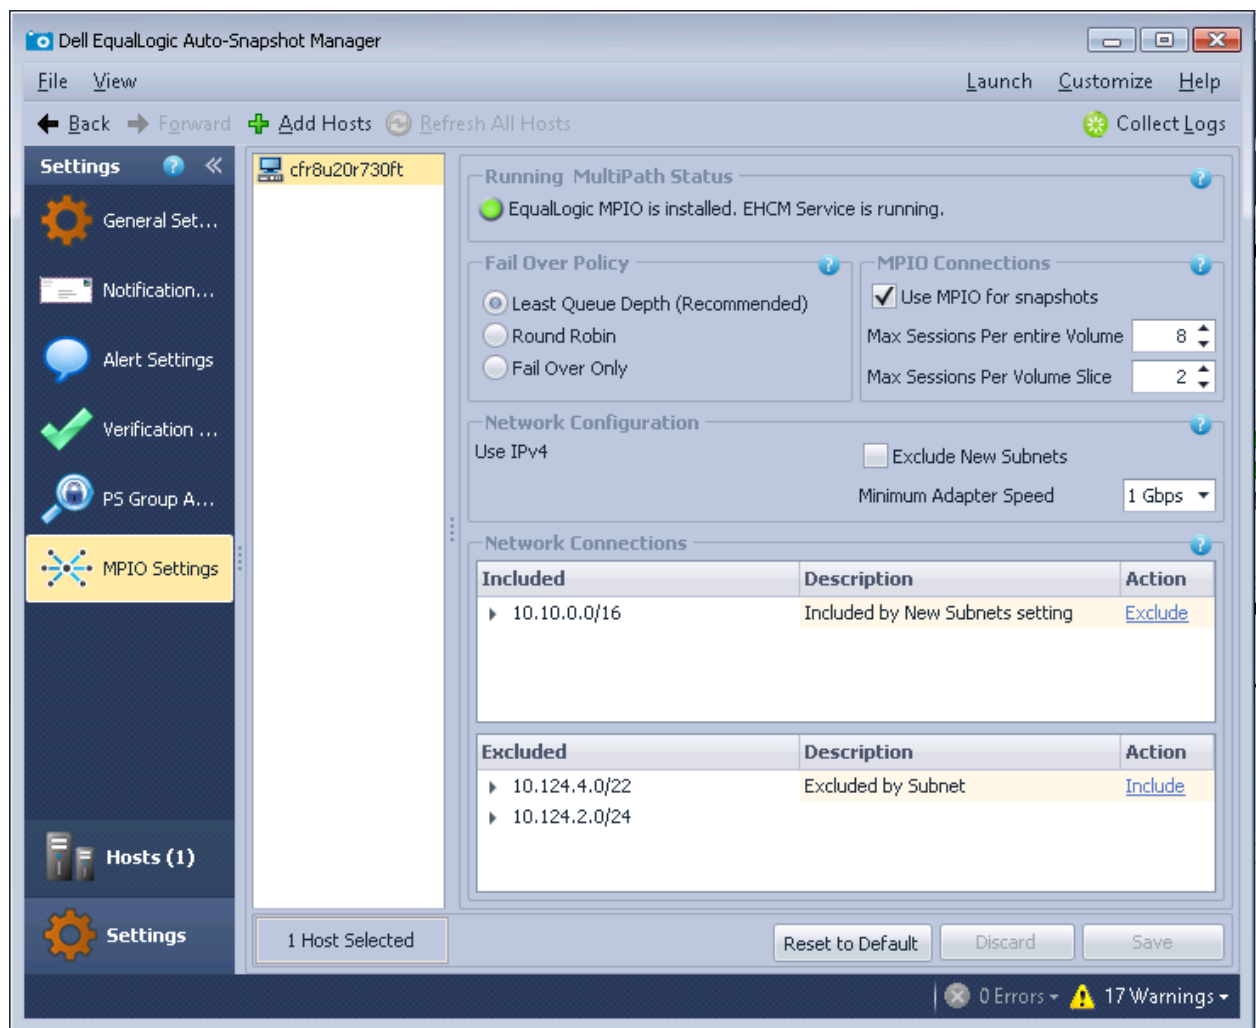 Dell EqualLogic Auto-Snapshot Manager
File View Launch Customize Help
Back Forward Add Hosts Refresh All Hosts Collect Logs
Settings ? «
General Set...
Notification...
Alert Settings
Verification ...
PS Group A...
MPIO Settings
Hosts (1)
Settings
cfr8u20r730ft
1 Host Selected
Running MultiPath Status ?
EqualLogic MPIO is installed. EHCM Service is running.
Fail Over Policy ?
Least Queue Depth (Recommended)
Round Robin
Fail Over Only
MPIO Connections ?
Use MPIO for snapshots
Max Sessions Per entire Volume 8
Max Sessions Per Volume Slice 2
Network Configuration ?
Use IPv4 Exclude New Subnets
Minimum Adapter Speed 1 Gbps
Network Connections ?
Included Description Action
10.10.0.0/16 Included by New Subnets setting Exclude
Excluded Description Action
10.124.4.0/22 Excluded by Subnet Include
10.124.2.0/24
Reset to Default Discard Save
0 Errors 17 Warnings